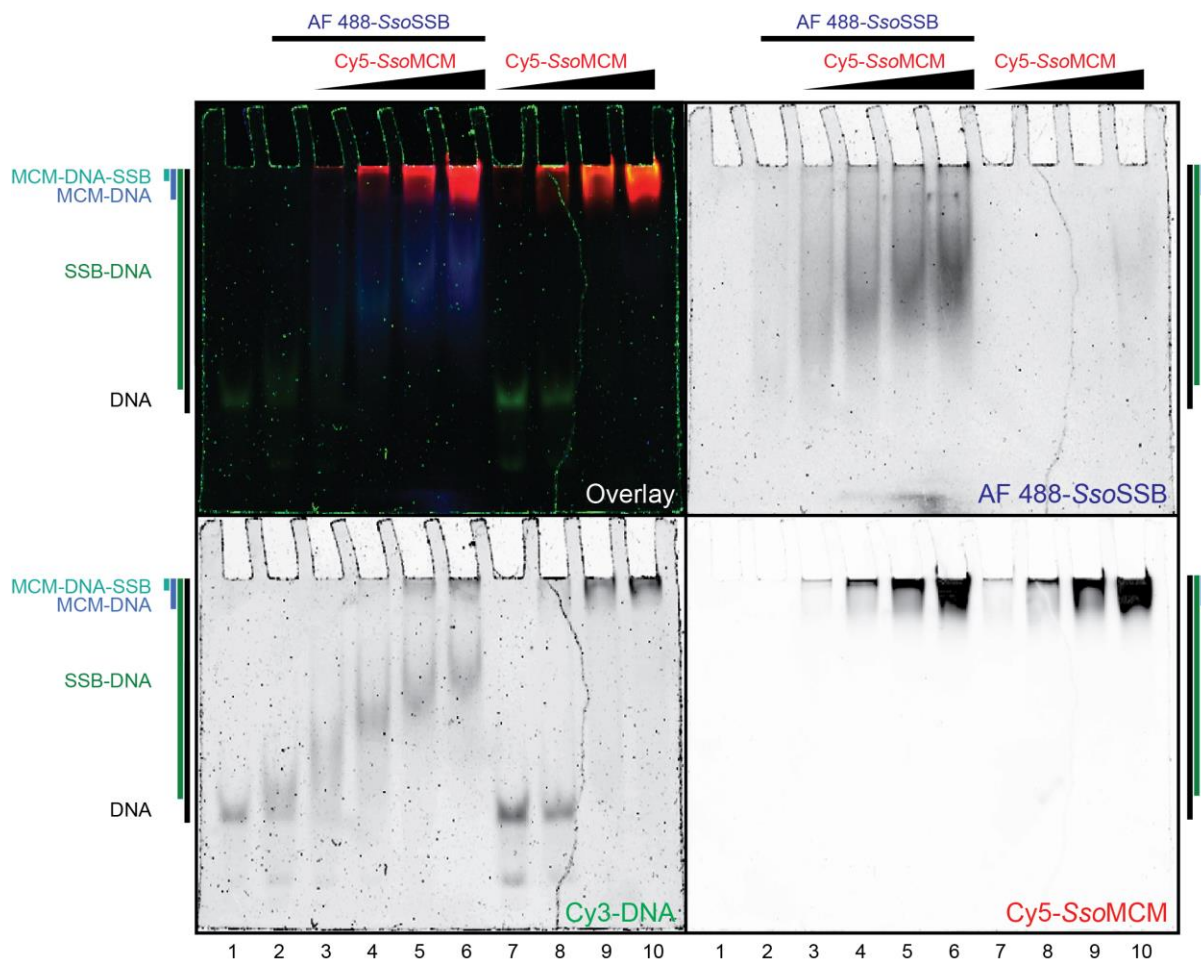 AF 488-SsoSSB
AF 488-SsoSSB
Cy5-SsoMCM
Cy5-SsoMCM
Cy5-SsoMCM
Cy5-SsoMCM
MCM-DNA-SSB
MCM-DNA
SSB-DNA
DNA
Overlay
AF 488-SsoSSB
MCM-DNA-SSB
MCM-DNA
SSB-DNA
DNA
Cy3-DNA
Cy5-SsoMCM
1 2 3 4 5 6 7 8 9 10
1 2 3 4 5 6 7 8 9 10